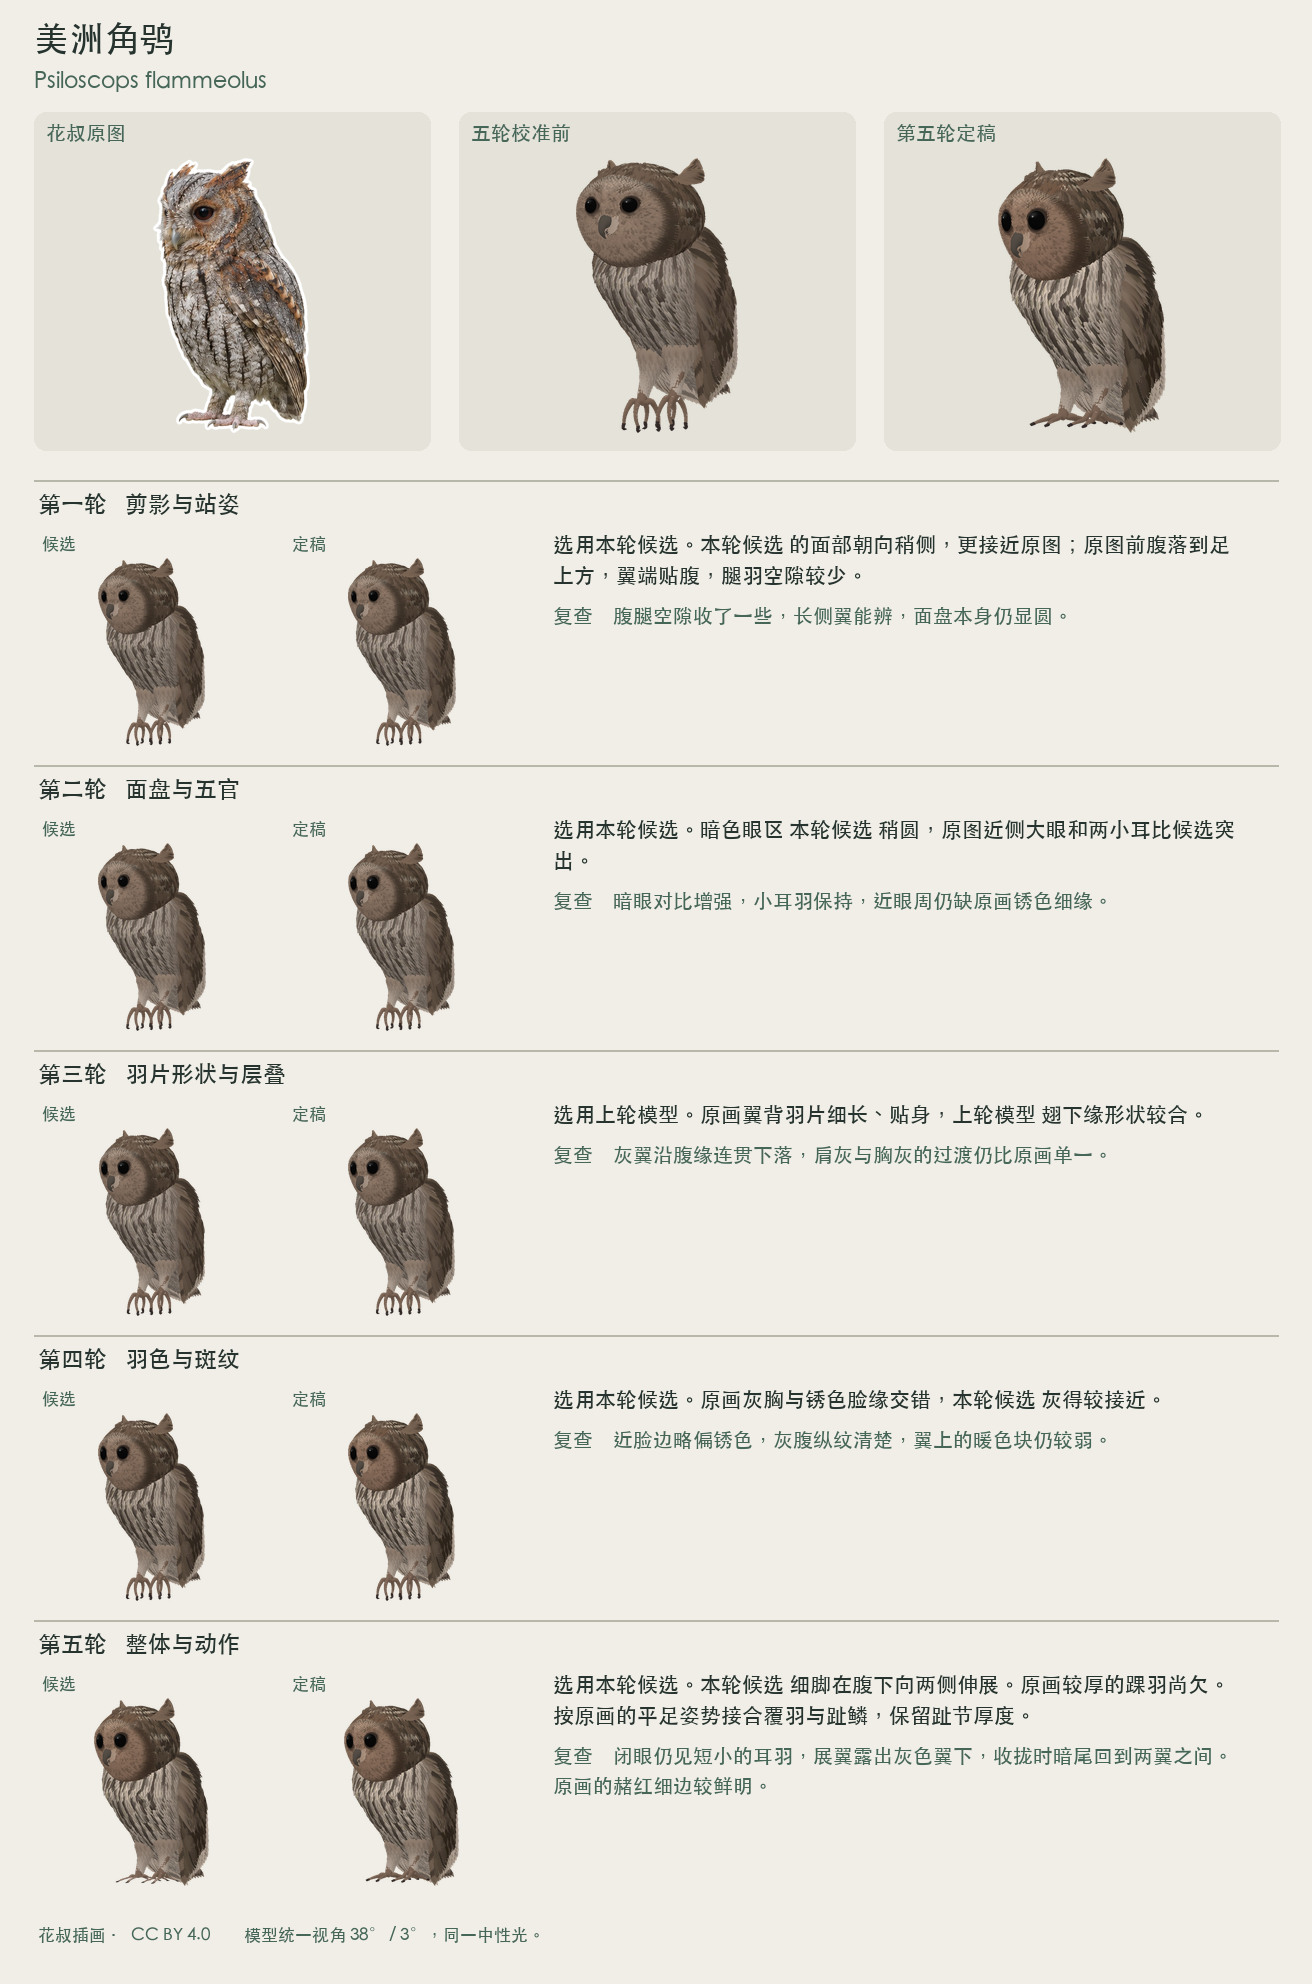 美洲角鸮
Psiloscops flammeolus
花叔原图
五轮校准前
第五轮定稿
第一轮 剪影与站姿
候选
定稿
选用本轮候选。本轮候选 的面部朝向稍侧，更接近原图；原图前腹落到足
上方，翼端贴腹，腿羽空隙较少。
复查 腹腿空隙收了一些，长侧翼能辨，面盘本身仍显圆。
第二轮 面盘与五官
候选
定稿
选用本轮候选。暗色眼区 本轮候选 稍圆，原图近侧大眼和两小耳比候选突
出。
复查 暗眼对比增强，小耳羽保持，近眼周仍缺原画锈色细缘。
第三轮 羽片形状与层叠
候选
定稿
选用上轮模型。原画翼背羽片细长、贴身，上轮模型 翅下缘形状较合。
复查 灰翼沿腹缘连贯下落，肩灰与胸灰的过渡仍比原画单一。
第四轮 羽色与斑纹
候选
定稿
选用本轮候选。原画灰胸与锈色脸缘交错，本轮候选 灰得较接近。
复查 近脸边略偏锈色，灰腹纵纹清楚，翼上的暖色块仍较弱。
第五轮 整体与动作
候选
定稿
选用本轮候选。本轮候选 细脚在腹下向两侧伸展。原画较厚的踝羽尚欠。
按原画的平足姿势接合覆羽与趾鳞，保留趾节厚度。
复查 闭眼仍见短小的耳羽，展翼露出灰色翼下，收拢时暗尾回到两翼之间。
原画的赭红细边较鲜明。
花叔插画 · CC BY 4.0 模型统一视角 38° / 3°，同一中性光。